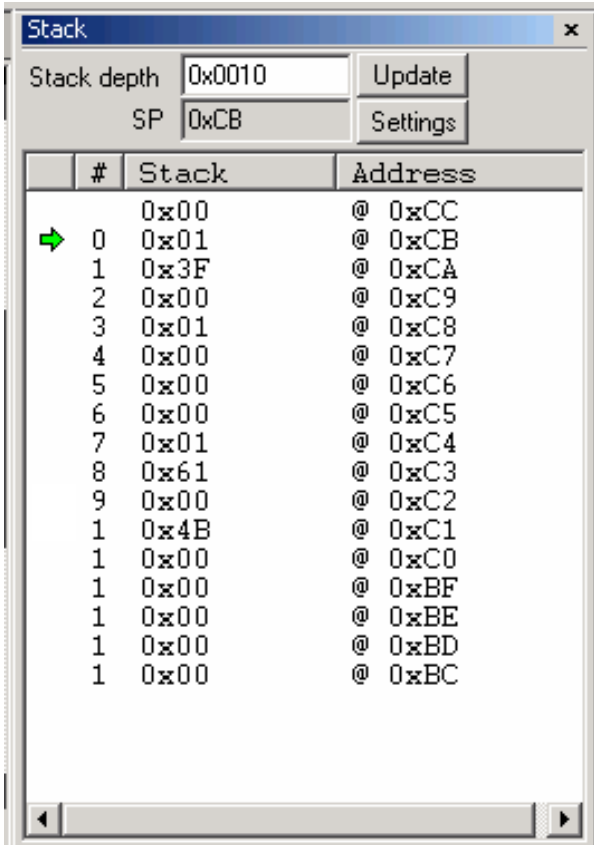 Stack
Stack depth 0x0010 Update
SP 0xCB Settings
# Stack Address
0x00 @ 0xCC
0 0x01 @ 0xCB
1 0x3F @ 0xCA
2 0x00 @ 0xC9
3 0x01 @ 0xC8
4 0x00 @ 0xC7
5 0x00 @ 0xC6
6 0x00 @ 0xC5
7 0x01 @ 0xC4
8 0x61 @ 0xC3
9 0x00 @ 0xC2
1 0x4B @ 0xC1
1 0x00 @ 0xC0
1 0x00 @ 0xBF
1 0x00 @ 0xBE
1 0x00 @ 0xBD
1 0x00 @ 0xBC